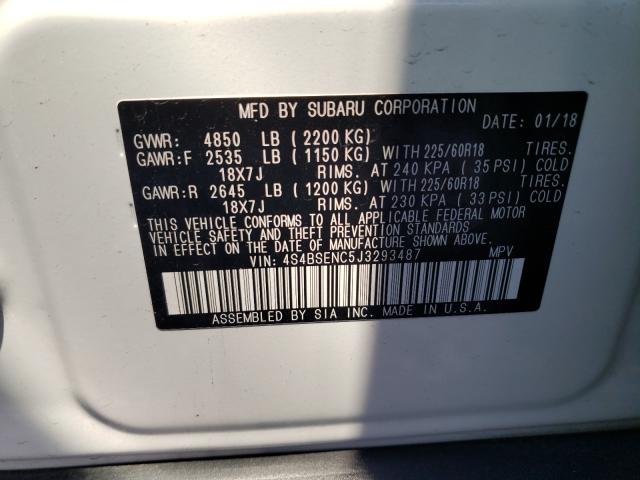 MFD BY SUBARU CORPORATION DATE: 01/18
GVWR: 4850 LB ( 2200 KG)
GAWR:F 2535 LB ( 1150 KG) WITH 225/60R18 TIRES.
18X7J RIMS. AT 240 KPA ( 35 PSI) COLD
GAWR:R 2645 LB ( 1200 KG) WITH 225/60R18 TIRES.
18X7J RIMS. AT 230 KPA ( 33 PSI) COLD
THIS VEHICLE CONFORMS TO ALL APPLICABLE FEDERAL MOTOR
VEHICLE SAFETY AND THEFT PREVENTION STANDARDS
IN EFFECT ON THE DATE OF MANUFACTURE SHOWN ABOVE.
VIN: 4S4BSENC5J3293487 MPV
ASSEMBLED BY SIA INC. MADE IN U.S.A.